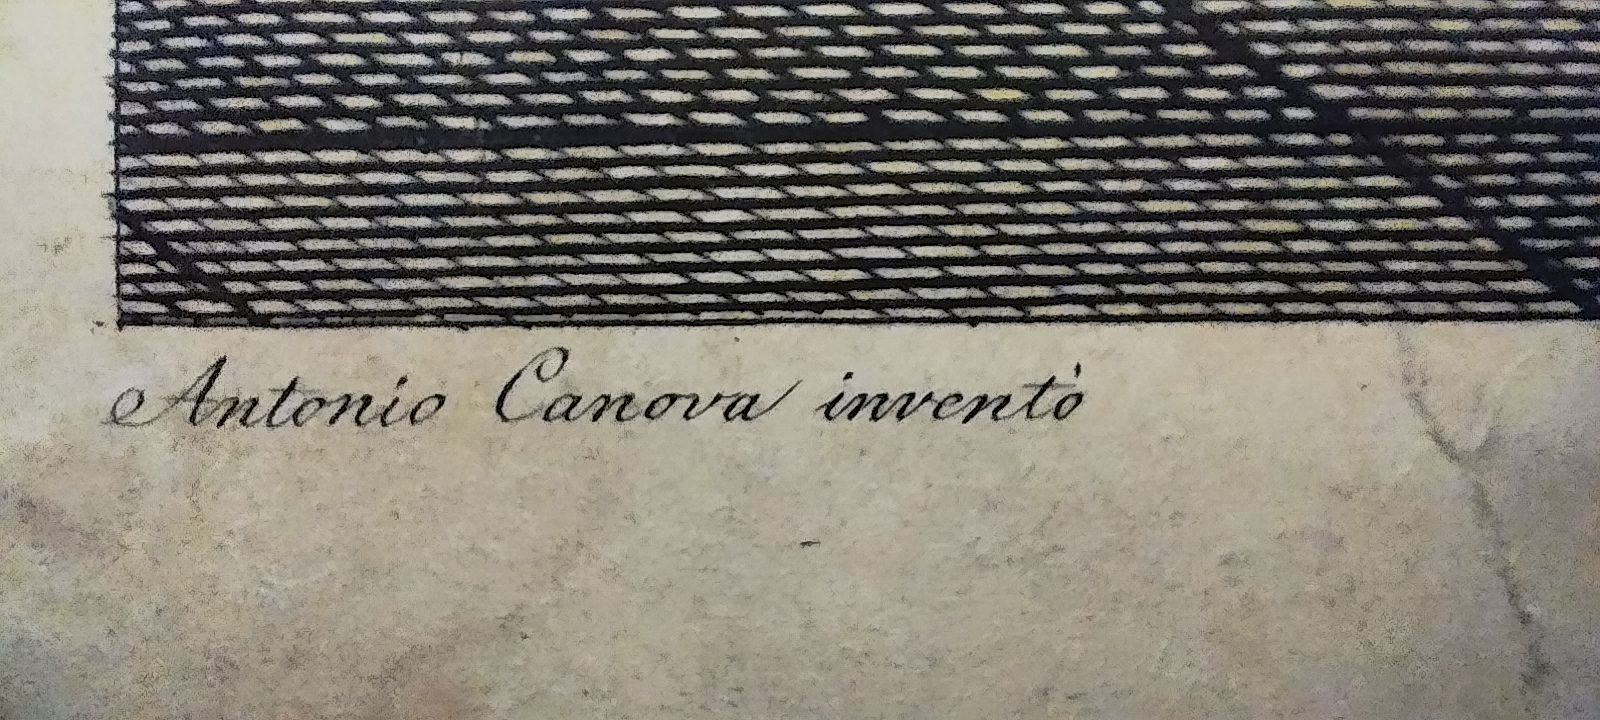 Antonio Canova inventò